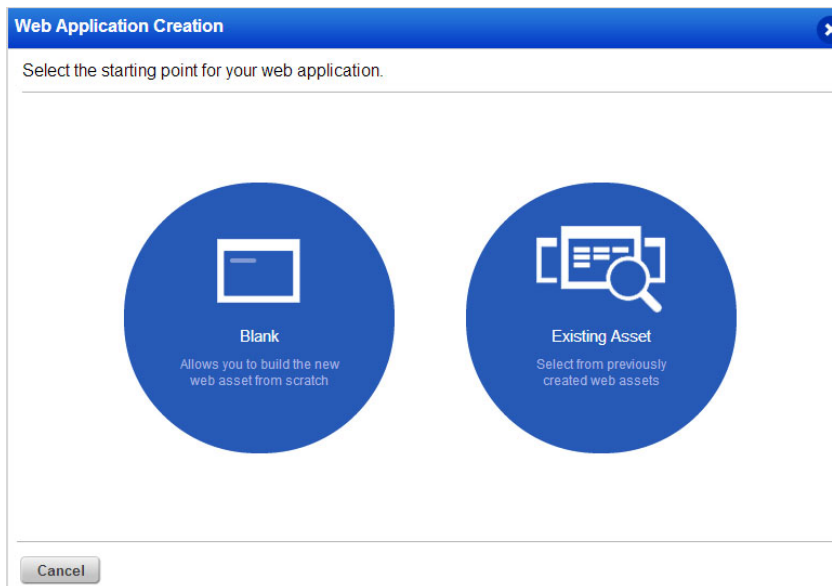 Web Application Creation
Select the starting point for your web application.
Blank
Allows you to build the new
web asset from scratch
Existing Asset
Select from previously
created web assets
Cancel